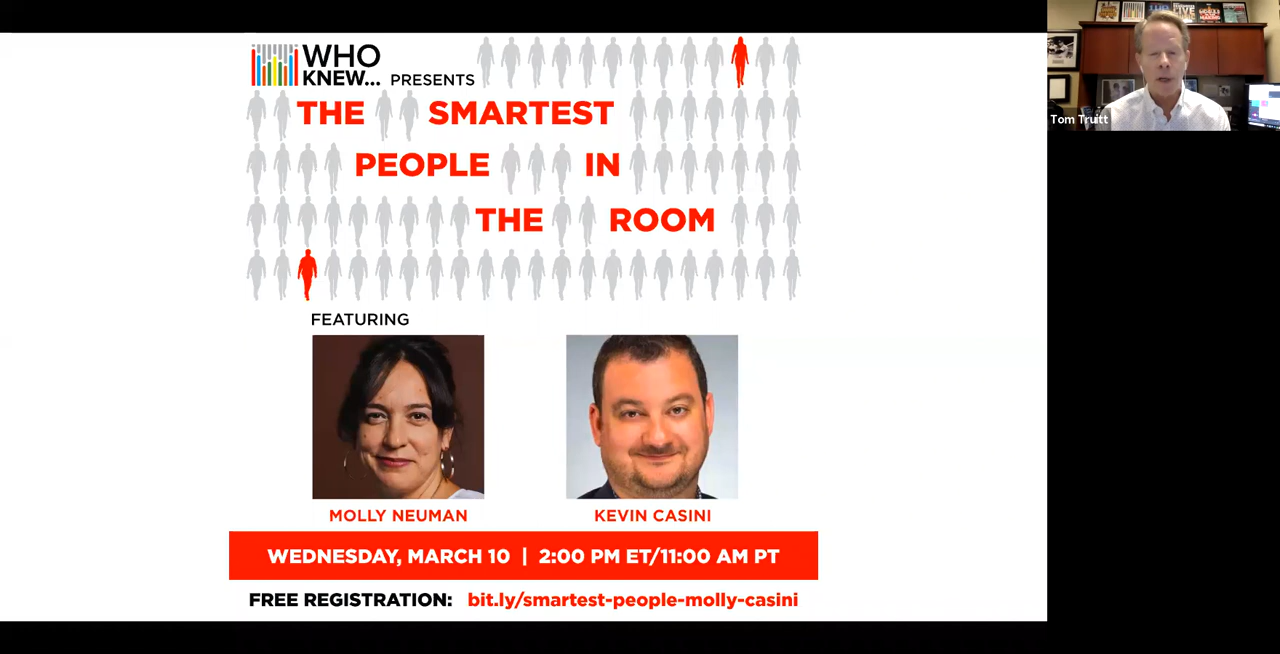 WHO
KNEW... PRESENTS
THE SMARTEST
PEOPLE IN
THE ROOM
FEATURING
MOLLY NEUMAN
KEVIN CASINI
WEDNESDAY, MARCH 10 | 2:00 PM ET/11:00 AM PT
FREE REGISTRATION: bit.ly/smartest-people-molly-casini
Tom Truitt